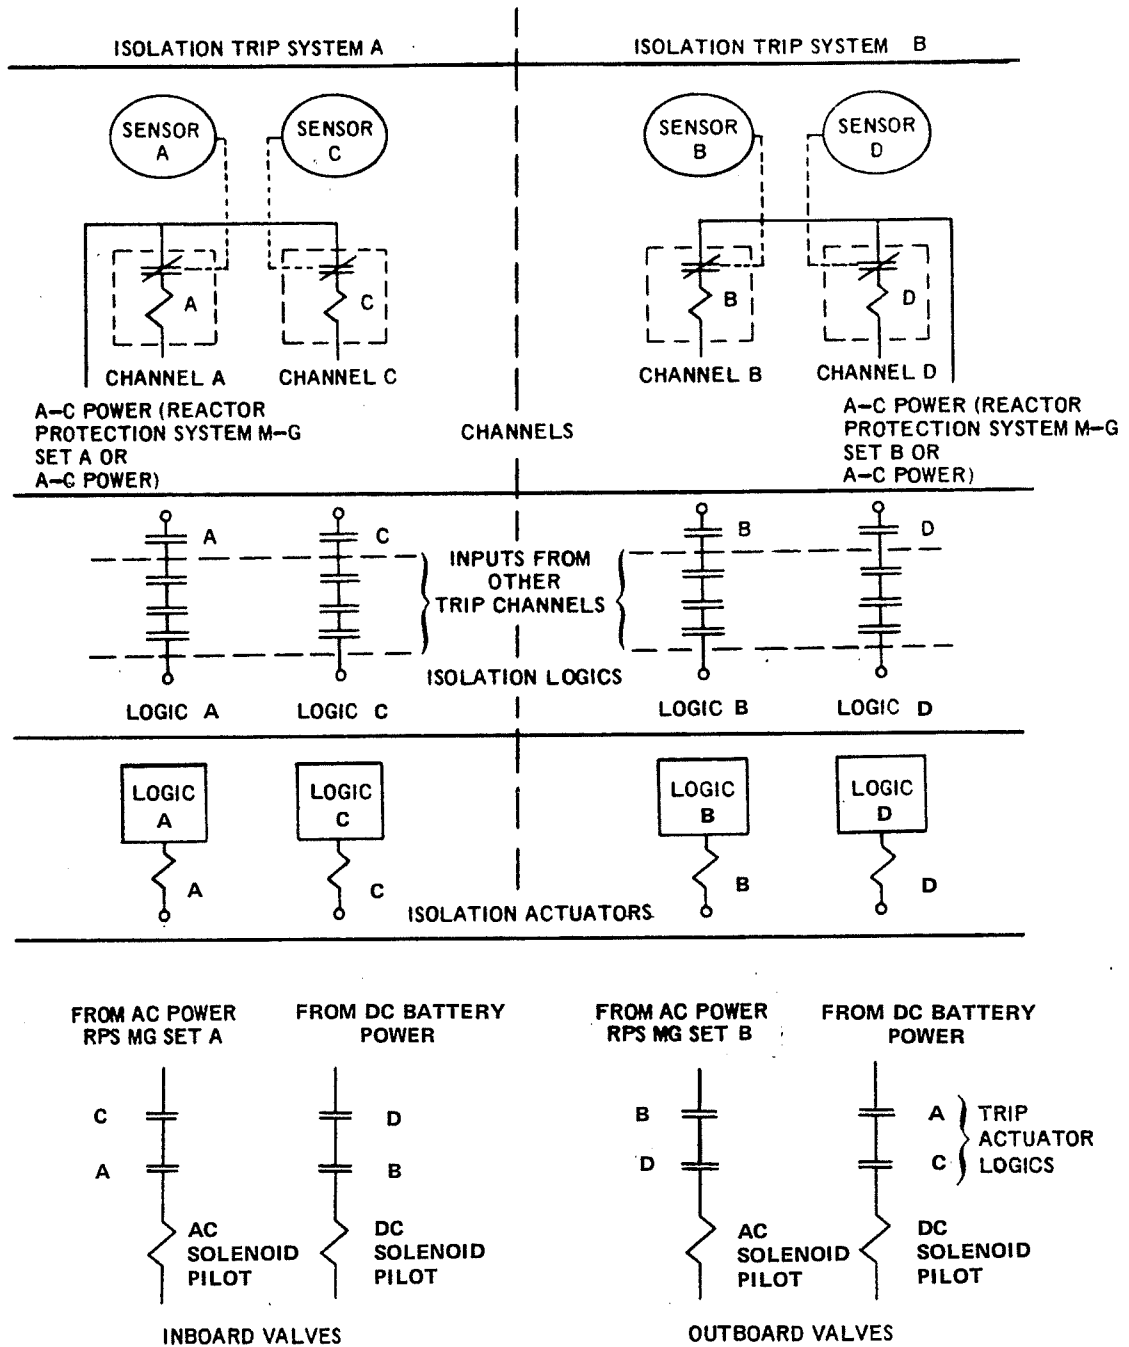 ISOLATION TRIP SYSTEM A
ISOLATION TRIP SYSTEM B
SENSOR
A
SENSOR
C
SENSOR
B
SENSOR
D
A
C
B
D
CHANNEL A
CHANNEL C
CHANNEL B
CHANNEL D
A-C POWER (REACTOR
PROTECTION SYSTEM M-G
SET A OR
A-C POWER)
CHANNELS
A-C POWER (REACTOR
PROTECTION SYSTEM M-G
SET B OR
A-C POWER)
A
C
B
D
INPUTS FROM
OTHER
TRIP CHANNELS
ISOLATION LOGICS
LOGIC A
LOGIC C
LOGIC B
LOGIC D
LOGIC
A
LOGIC
C
LOGIC
B
LOGIC
D
A
C
B
D
ISOLATION ACTUATORS
FROM AC POWER
RPS MG SET A
FROM DC BATTERY
POWER
FROM AC POWER
RPS MG SET B
FROM DC BATTERY
POWER
C
A
D
B
B
D
A
C
TRIP
ACTUATOR
LOGICS
AC
SOLENOID
PILOT
DC
SOLENOID
PILOT
AC
SOLENOID
PILOT
DC
SOLENOID
PILOT
INBOARD VALVES
OUTBOARD VALVES